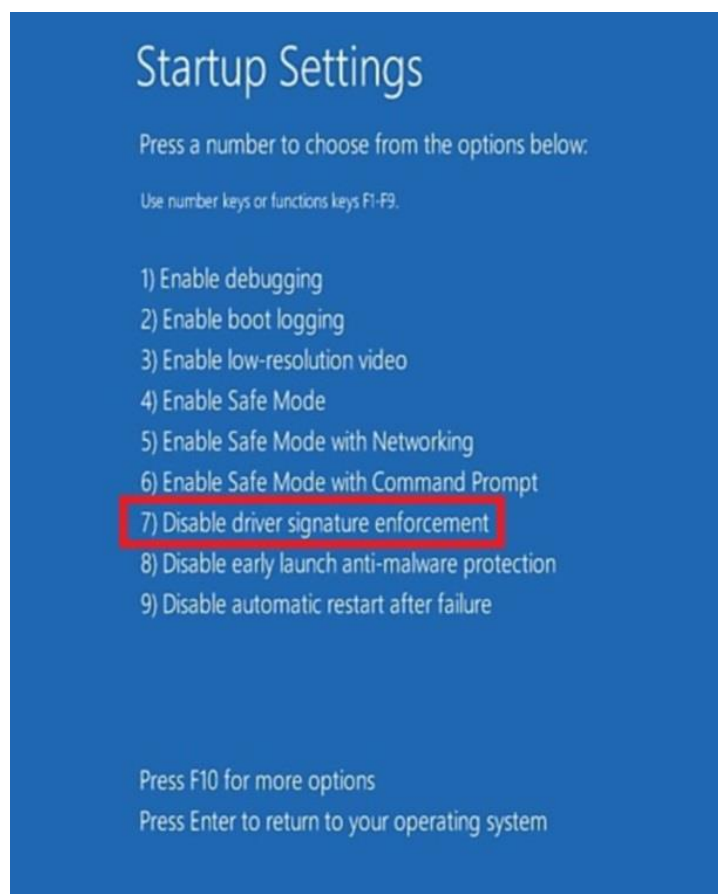 Startup Settings
Press a number to choose from the options below:
Use number keys or functions keys F1-F9.
1) Enable debugging
2) Enable boot logging
3) Enable low-resolution video
4) Enable Safe Mode
5) Enable Safe Mode with Networking
6) Enable Safe Mode with Command Prompt
7) Disable driver signature enforcement
8) Disable early launch anti-malware protection
9) Disable automatic restart after failure
Press F10 for more options
Press Enter to return to your operating system